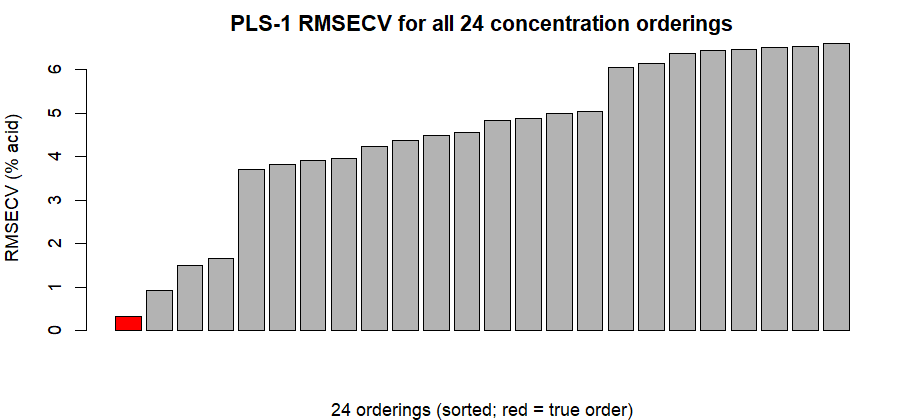 PLS-1 RMSECV for all 24 concentration orderings
RMSECV (% acid)
6
5
4
3
2
1
0
24 orderings (sorted; red = true order)